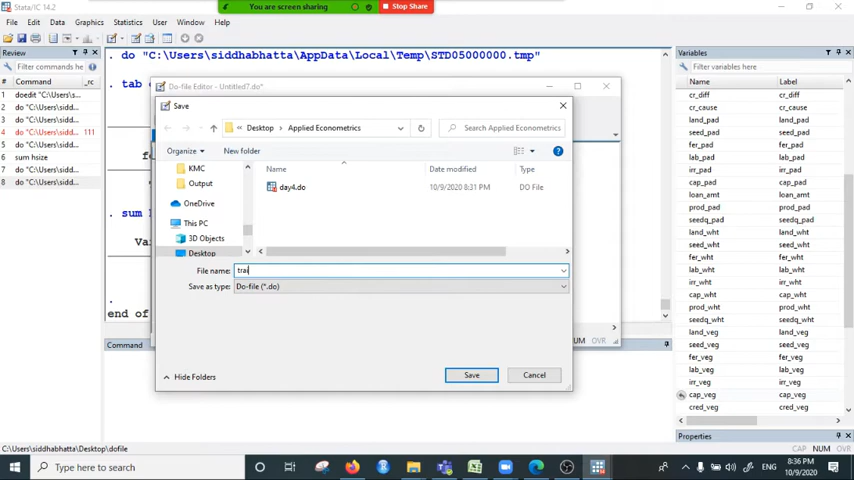 Stata/IC 14.2
You are screen sharing
Stop Share
File Edit Data Graphics Statistics User Window Help
Review
Filter commands he
# Command _rc
1 doedit "C:\Users\s...
2 do "C:\Users\sidd...
3 do "C:\Users\sidd...
4 do "C:\Users\sidd... 111
5 do "C:\Users\sidd...
6 sum hsize
7 do "C:\Users\sidd...
8 do "C:\Users\sidd...
. do "C:\Users\siddhabhatta\AppData\Local\Temp\STD05000000.tmp"
. tab
. sum
Va
.
end of
Do-file Editor - Untitled7.do*
Save
« Desktop › Applied Econometrics
Search Applied Econometrics
Organize New folder
KMC
Output
OneDrive
This PC
3D Objects
Desktop
Name Date modified Type
day4.do 10/9/2020 8:31 PM DO File
File name: trai
Save as type: Do-file (*.do)
Hide Folders
Save Cancel
UM OVR
Command
Variables
Filter variables here
Name Label
cr_diff cr_diff
cr_cause cr_cause
land_pad land_pad
seed_pad seed_pad
fer_pad fer_pad
lab_pad lab_pad
irr_pad irr_pad
cap_pad cap_pad
loan_amt loan_amt
prod_pad prod_pad
seedq_pad seedq_pad
land_wht land_wht
seed_wht seed_wht
fer_wht fer_wht
lab_wht lab_wht
irr_wht irr_wht
cap_wht cap_wht
prod_wht prod_wht
seedq_wht seedq_wht
land_veg land_veg
seed_veg seed_veg
fer_veg fer_veg
lab_veg lab_veg
irr_veg irr_veg
cap_veg cap_veg
cred_veg cred_veg
Properties
C:\Users\siddhabhatta\Desktop\dofile
CAP NUM OVR
Type here to search
ENG
8:36 PM
10/9/2020